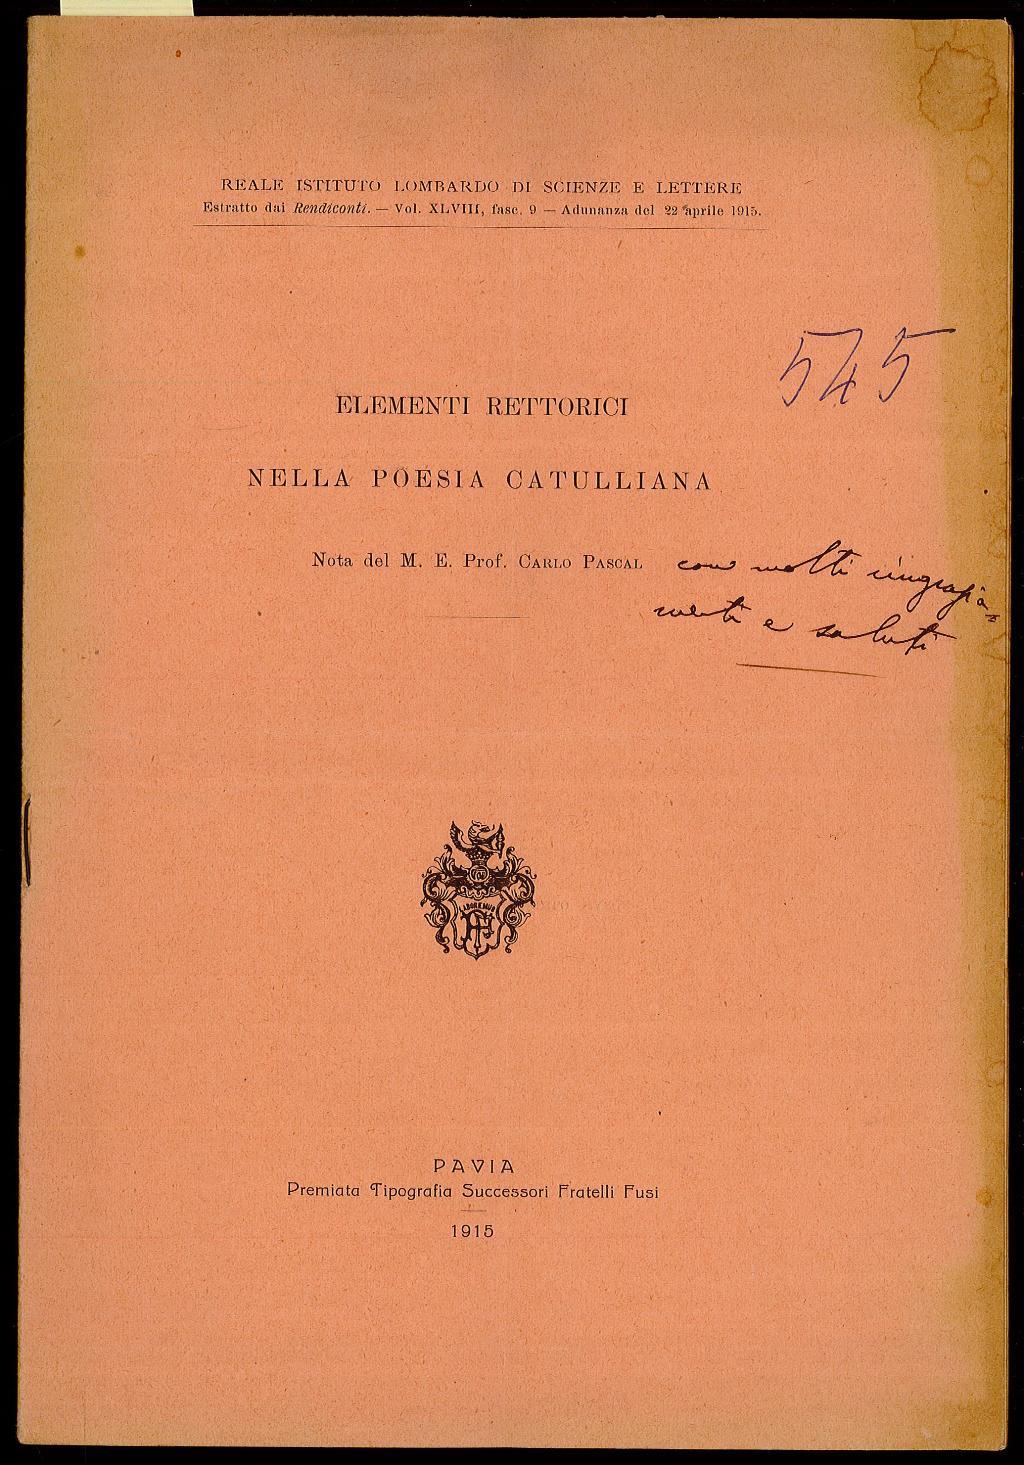 REALE ISTITUTO LOMBARDO DI SCIENZE E LETTERE
Estratto dai Rendiconti. — Vol. XLVIII, fasc. 9 — Adunanza del 22 aprile 1915.
545
ELEMENTI RETTORICI
NELLA POESIA CATULLIANA
Nota del M. E. Prof. CARLO PASCAL
con molti ringrazia-
menti e saluti
LABOREMUS
PAVIA
Premiata Tipografia Successori Fratelli Fusi
1915